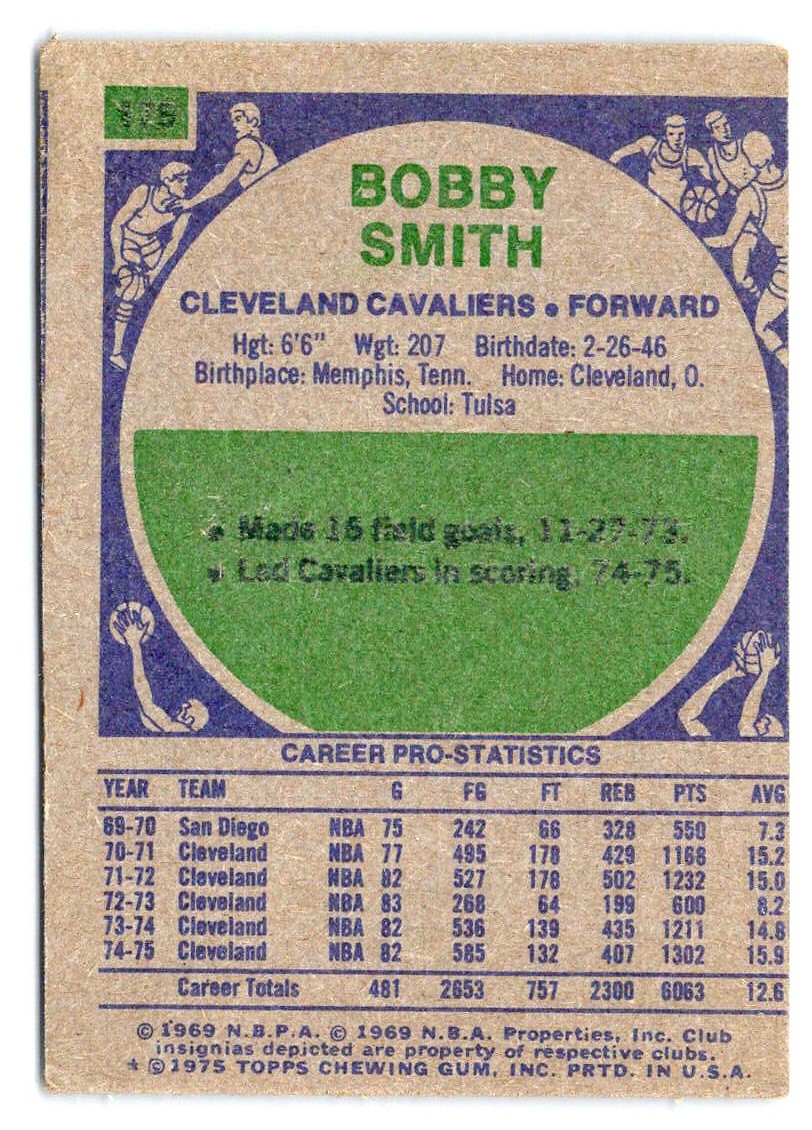 175
BOBBY
SMITH
CLEVELAND CAVALIERS • FORWARD
Hgt: 6'6" Wgt: 207 Birthdate: 2-26-46
Birthplace: Memphis, Tenn. Home: Cleveland, O.
School: Tulsa
• Made 16 field goals, 11-27-73.
• Led Cavaliers in scoring, 74-75.
CAREER PRO-STATISTICS
YEAR TEAM G FG FT REB PTS AVG
69-70 San Diego NBA 75 242 66 328 550 7.3
70-71 Cleveland NBA 77 495 178 429 1168 15.2
71-72 Cleveland NBA 82 527 178 502 1232 15.0
72-73 Cleveland NBA 83 268 64 199 600 8.2
73-74 Cleveland NBA 82 536 139 435 1211 14.8
74-75 Cleveland NBA 82 585 132 407 1302 15.9
Career Totals 481 2653 757 2300 6063 12.6
© 1969 N.B.P.A. © 1969 N.B.A. Properties, Inc. Club
insignias depicted are property of respective clubs.
* © 1975 TOPPS CHEWING GUM, INC. PRTD. IN U.S.A.